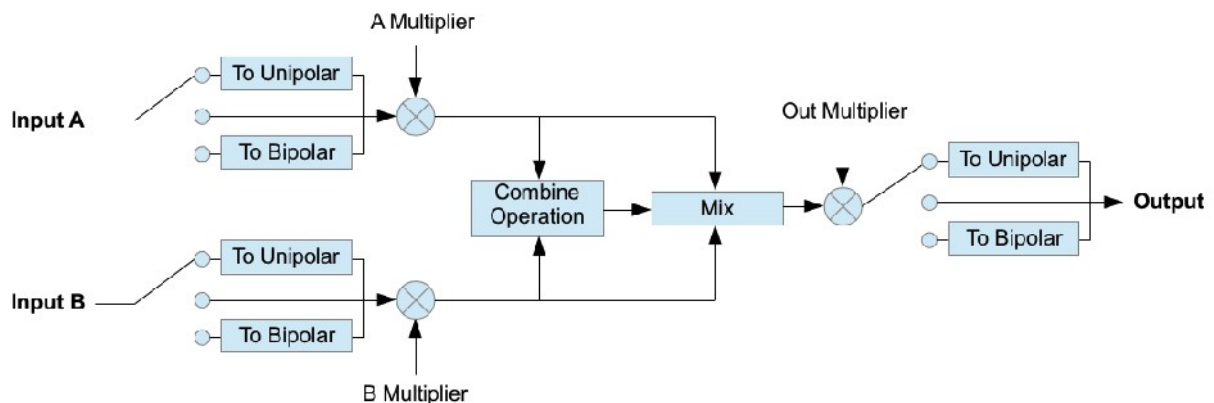 A Multiplier
To Unipolar
Input A
To Bipolar
Out Multiplier
To Unipolar
Combine
Operation
Mix
Output
To Bipolar
To Unipolar
Input B
To Bipolar
B Multiplier